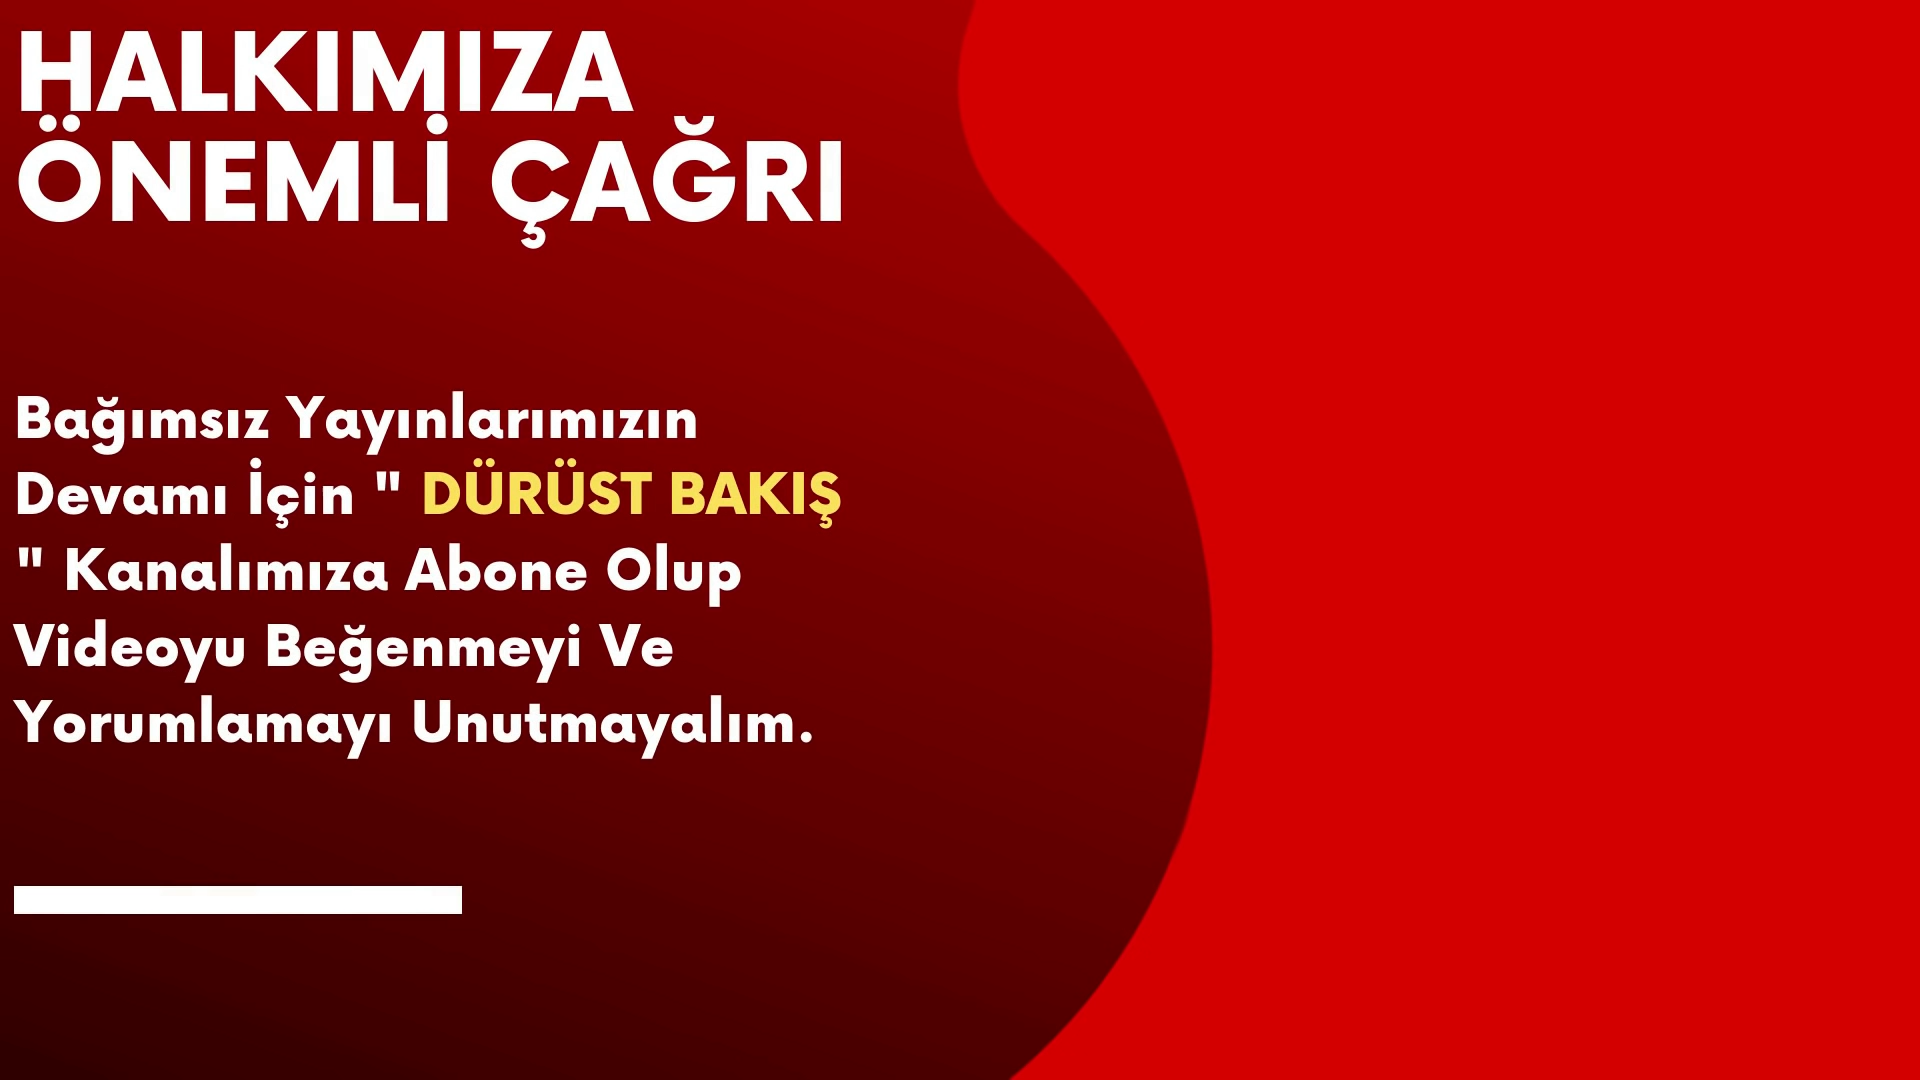 HALKIMIZA
ÖNEMLİ ÇAĞRI
Bağımsız Yayınlarımızın
Devamı İçin " DÜRÜST BAKIŞ
" Kanalımıza Abone Olup
Videoyu Beğenmeyi Ve
Yorumlamayı Unutmayalım.